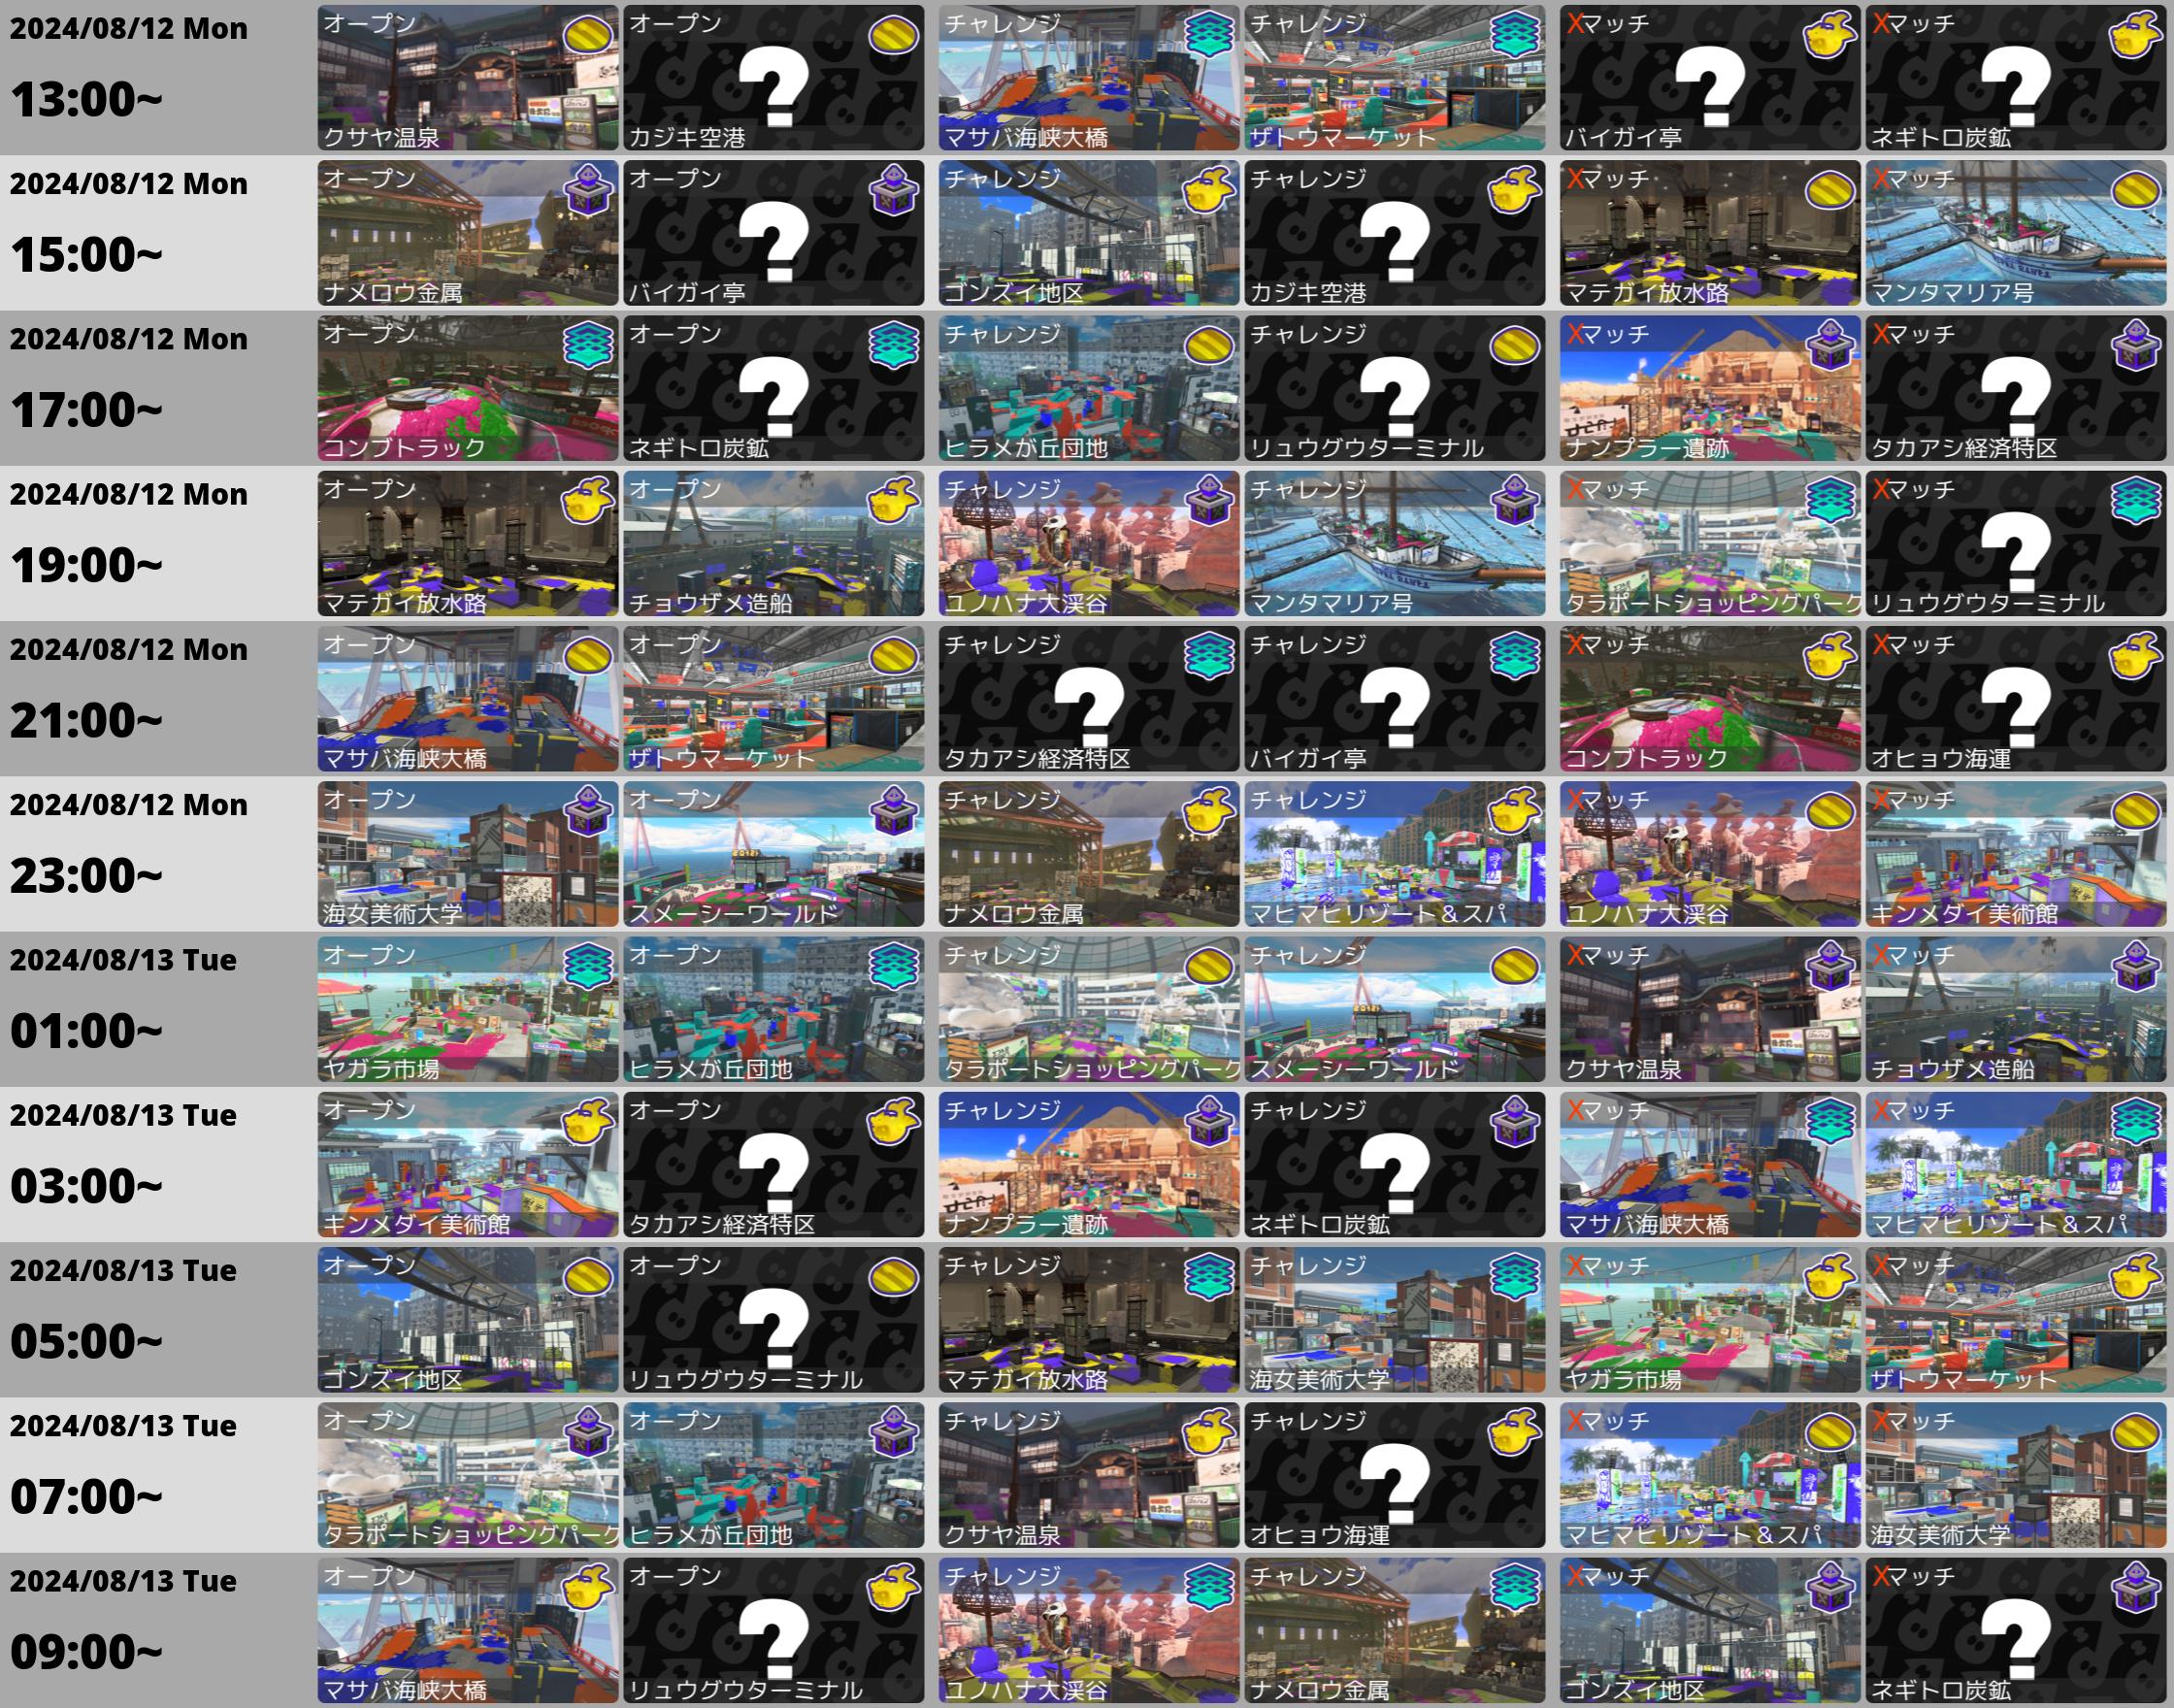 2024/08/12 Mon
13:00~
オープン
クサヤ温泉
オープン
カジキ空港
チャレンジ
マサバ海峡大橋
チャレンジ
ザトウマーケット
Xマッチ
バイガイ亭
Xマッチ
ネギトロ炭鉱
2024/08/12 Mon
15:00~
オープン
ナメロウ金属
オープン
バイガイ亭
チャレンジ
ゴンズイ地区
チャレンジ
カジキ空港
Xマッチ
マテガイ放水路
Xマッチ
マンタマリア号
2024/08/12 Mon
17:00~
オープン
コンブトラック
オープン
ネギトロ炭鉱
チャレンジ
ヒラメが丘団地
チャレンジ
リュウグウターミナル
Xマッチ
ナンプラー遺跡
Xマッチ
タカアシ経済特区
2024/08/12 Mon
19:00~
オープン
マテガイ放水路
オープン
チョウザメ造船
チャレンジ
ユノハナ大渓谷
チャレンジ
マンタマリア号
Xマッチ
タラポートショッピングパーク
Xマッチ
リュウグウターミナル
2024/08/12 Mon
21:00~
オープン
マサバ海峡大橋
オープン
ザトウマーケット
チャレンジ
タカアシ経済特区
チャレンジ
バイガイ亭
Xマッチ
コンブトラック
Xマッチ
オヒョウ海運
2024/08/12 Mon
23:00~
オープン
海女美術大学
オープン
スメーシーワールド
チャレンジ
ナメロウ金属
チャレンジ
マヒマヒリゾート＆スパ
Xマッチ
ユノハナ大渓谷
Xマッチ
キンメダイ美術館
2024/08/13 Tue
01:00~
オープン
ヤガラ市場
オープン
ヒラメが丘団地
チャレンジ
タラポートショッピングパーク
チャレンジ
スメーシーワールド
Xマッチ
クサヤ温泉
Xマッチ
チョウザメ造船
2024/08/13 Tue
03:00~
オープン
キンメダイ美術館
オープン
タカアシ経済特区
チャレンジ
ナンプラー遺跡
チャレンジ
ネギトロ炭鉱
Xマッチ
マサバ海峡大橋
Xマッチ
マヒマヒリゾート＆スパ
2024/08/13 Tue
05:00~
オープン
ゴンズイ地区
オープン
リュウグウターミナル
チャレンジ
マテガイ放水路
チャレンジ
海女美術大学
Xマッチ
ヤガラ市場
Xマッチ
ザトウマーケット
2024/08/13 Tue
07:00~
オープン
タラポートショッピングパーク
オープン
ヒラメが丘団地
チャレンジ
クサヤ温泉
チャレンジ
オヒョウ海運
Xマッチ
マヒマヒリゾート＆スパ
Xマッチ
海女美術大学
2024/08/13 Tue
09:00~
オープン
マサバ海峡大橋
オープン
リュウグウターミナル
チャレンジ
ユノハナ大渓谷
チャレンジ
ナメロウ金属
Xマッチ
ゴンズイ地区
Xマッチ
ネギトロ炭鉱